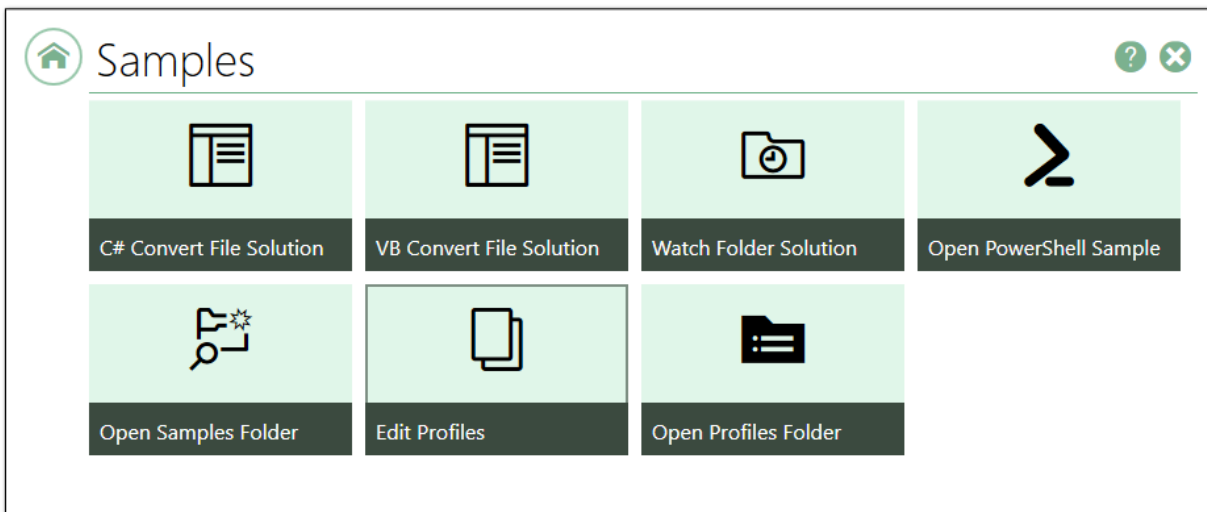 Samples
C# Convert File Solution
VB Convert File Solution
Watch Folder Solution
Open PowerShell Sample
Open Samples Folder
Edit Profiles
Open Profiles Folder